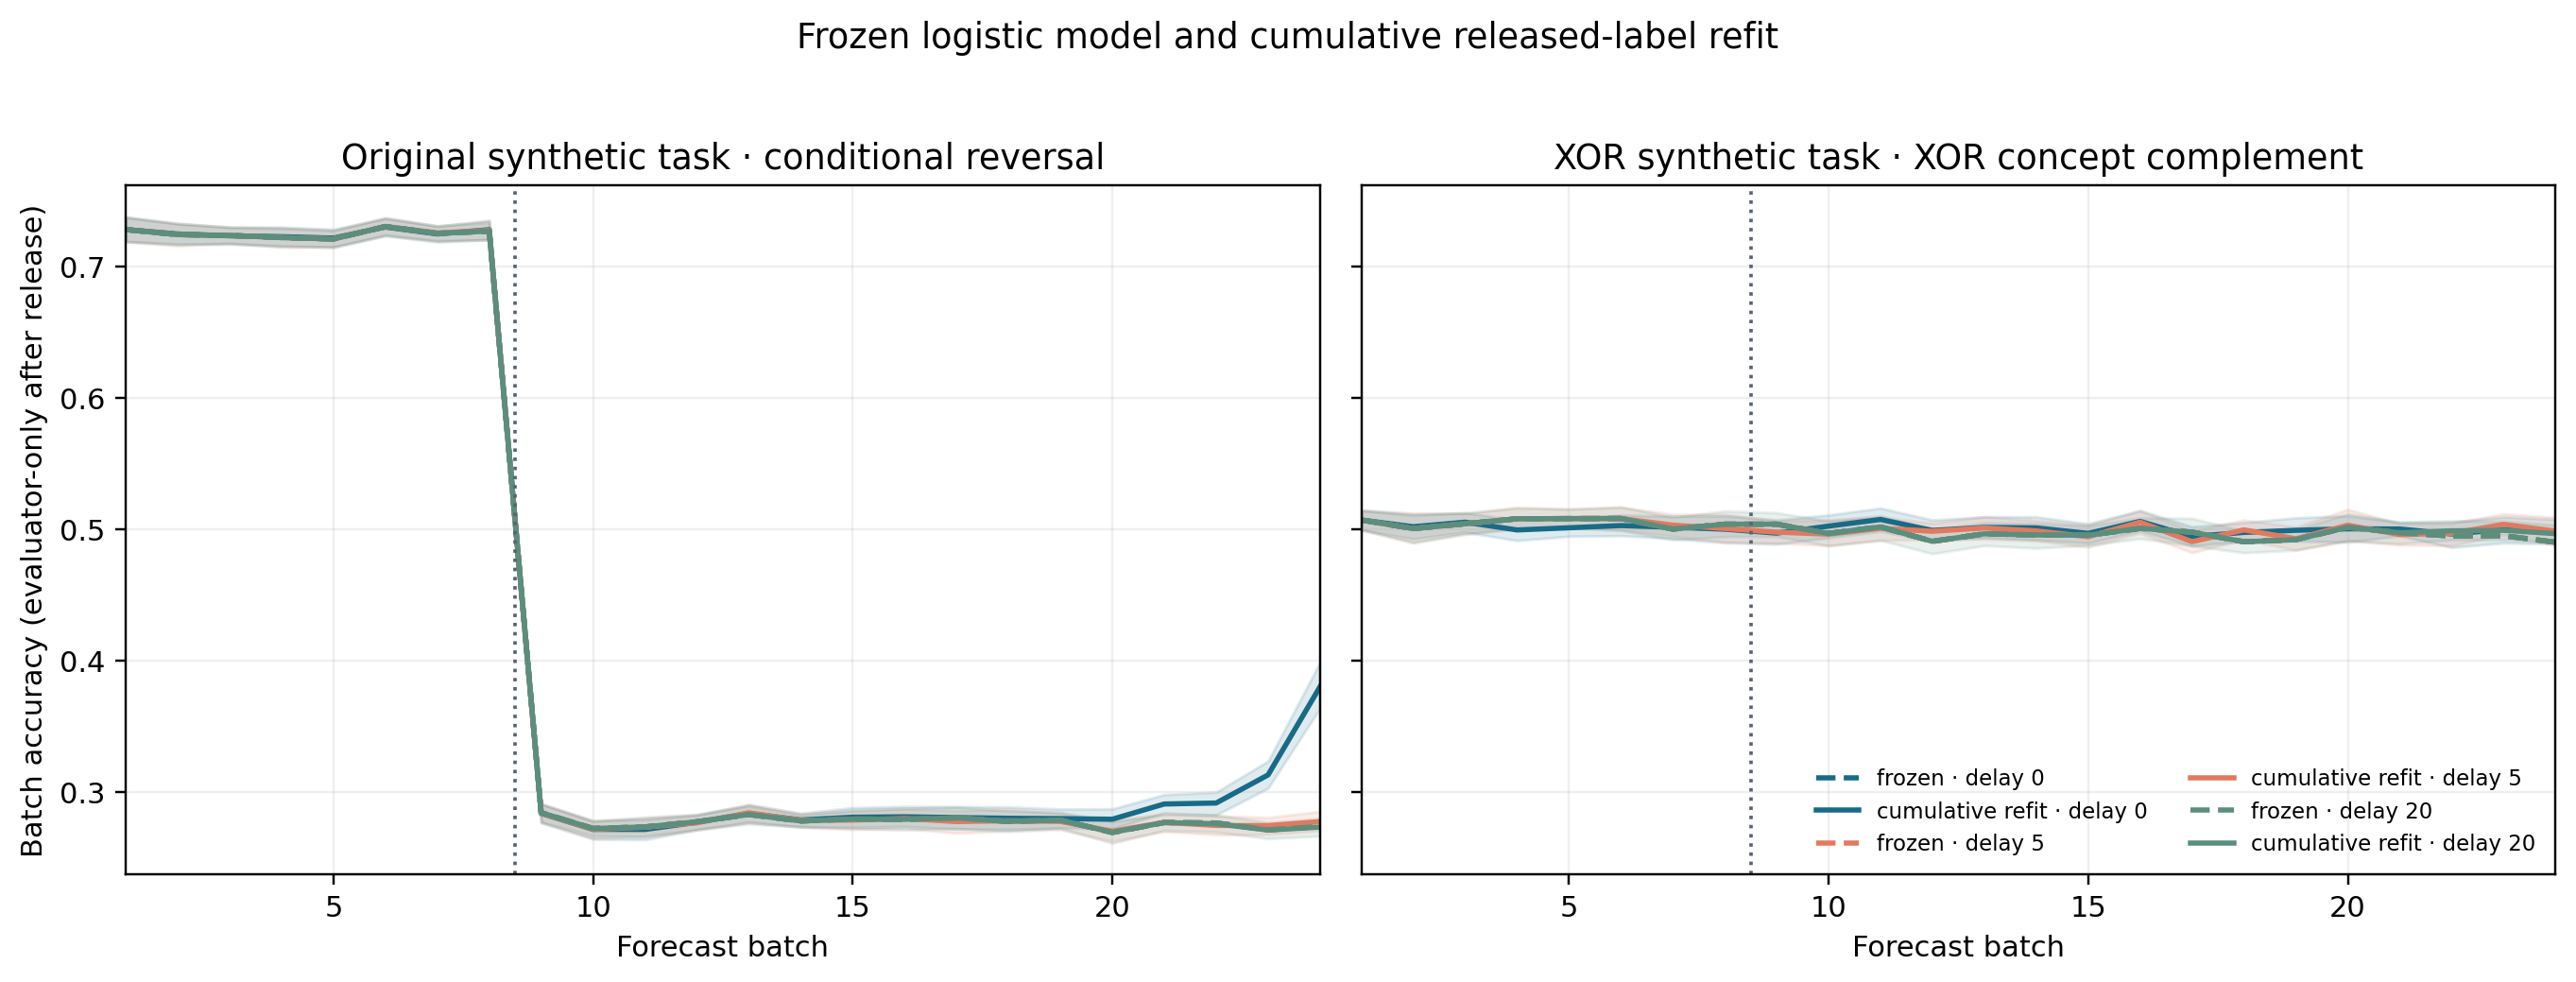 Frozen logistic model and cumulative released-label refit
Original synthetic task · conditional reversal
Batch accuracy (evaluator-only after release)
0.7
0.6
0.5
0.4
0.3
5
10
15
20
Forecast batch
XOR synthetic task · XOR concept complement
frozen · delay 0
cumulative refit · delay 0
frozen · delay 5
cumulative refit · delay 5
frozen · delay 20
cumulative refit · delay 20
5
10
15
20
Forecast batch